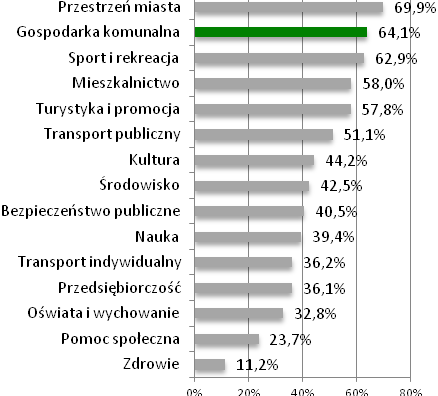 Przestrzeń miasta 69,9%
Gospodarka komunalna 64,1%
Sport i rekreacja 62,9%
Mieszkalnictwo 58,0%
Turystyka i promocja 57,8%
Transport publiczny 51,1%
Kultura 44,2%
Środowisko 42,5%
Bezpieczeństwo publiczne 40,5%
Nauka 39,4%
Transport indywidualny 36,2%
Przedsiębiorczość 36,1%
Oświata i wychowanie 32,8%
Pomoc społeczna 23,7%
Zdrowie 11,2%
0% 20% 40% 60% 80%